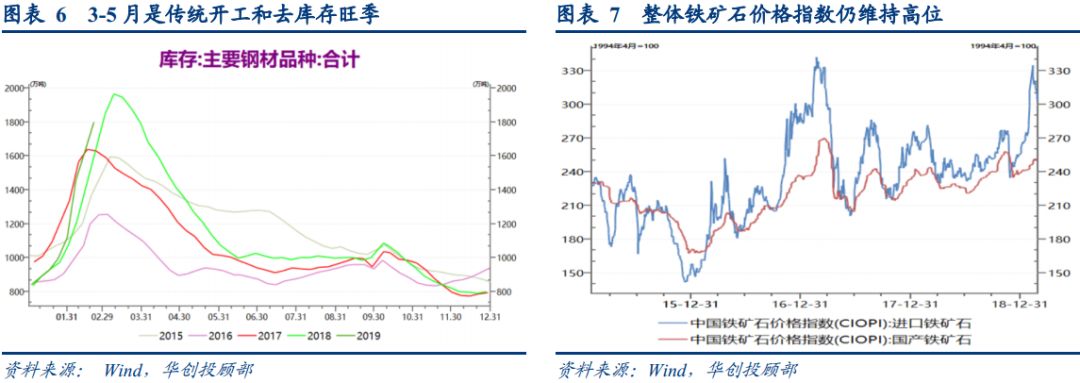 图表 6 3-5月是传统开工和去库存旺季
库存:主要钢材品种:合计
(万吨) (万吨)
2000 2000
1800 1800
1600 1600
1400 1400
1200 1200
1000 1000
800 800
01.31 02.29 03.31 04.30 05.31 06.30 07.31 08.31 09.30 10.31 11.30 12.31
2015 2016 2017 2018 2019
资料来源： Wind，华创投顾部
图表 7 整体铁矿石价格指数仍维持高位
1994年4月=100 1994年4月=100
330 330
300 300
270 270
240 240
210 210
180 180
150 150
15-12-31 16-12-31 17-12-31 18-12-31
中国铁矿石价格指数(CIOPI):进口铁矿石
中国铁矿石价格指数(CIOPI):国产铁矿石
资料来源： Wind，华创投顾部